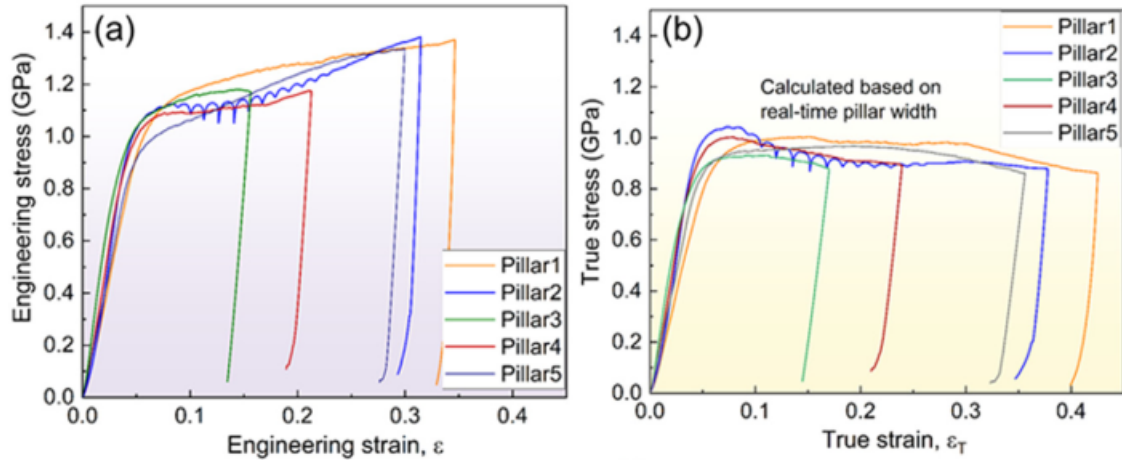 (a)
Engineering stress (GPa)
1.4
1.2
1.0
0.8
0.6
0.4
0.2
0.0
0.0 0.1 0.2 0.3 0.4
Engineering strain, ε
Pillar1
Pillar2
Pillar3
Pillar4
Pillar5
(b)
True stress (GPa)
1.4
1.2
1.0
0.8
0.6
0.4
0.2
0.0
0.0 0.1 0.2 0.3 0.4
True strain, εT
Calculated based on
real-time pillar width
Pillar1
Pillar2
Pillar3
Pillar4
Pillar5